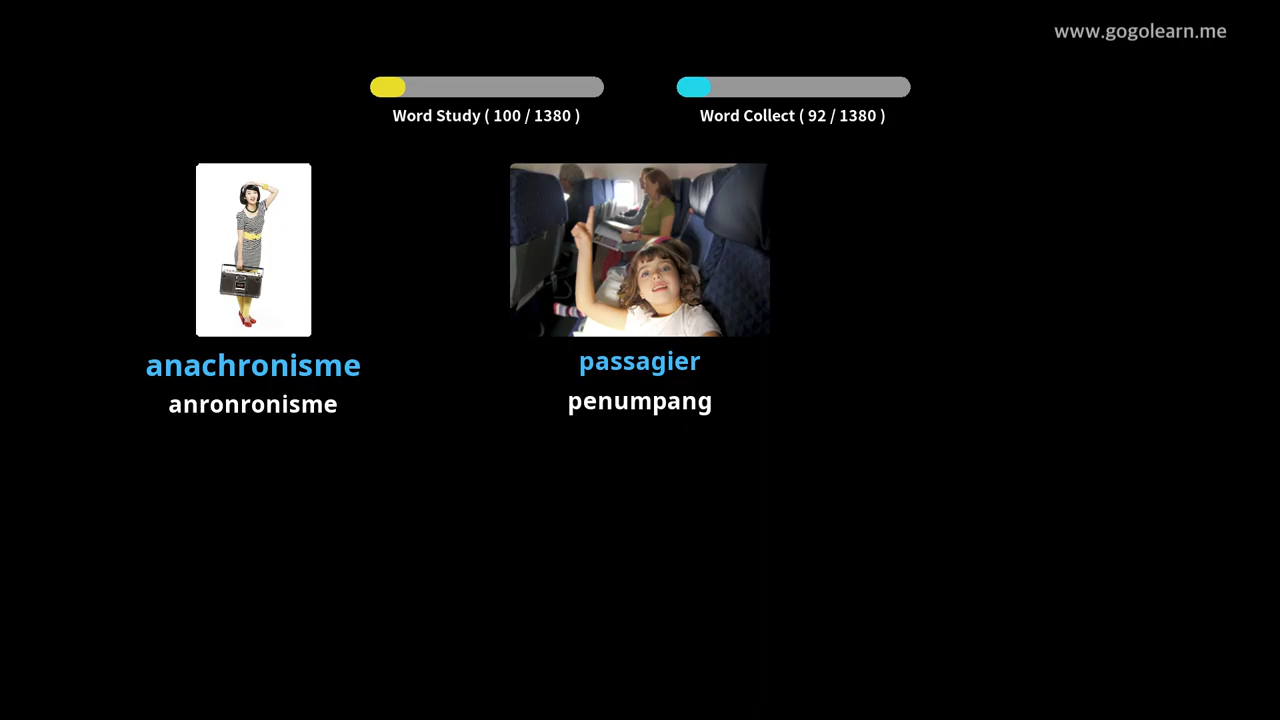 www.gogolearn.me
Word Study ( 100 / 1380 )
Word Collect ( 92 / 1380 )
anachronisme
anronronisme
passagier
penumpang